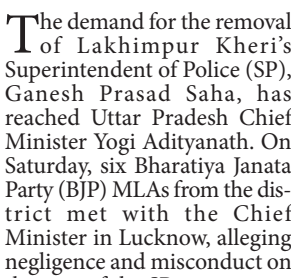 The demand for the removal
of Lakhimpur Kheri's
Superintendent of Police (SP),
Ganesh Prasad Saha, has
reached Uttar Pradesh Chief
Minister Yogi Adityanath. On
Saturday, six Bharatiya Janata
Party (BJP) MLAs from the dis-
trict met with the Chief
Minister in Lucknow, alleging
negligence and misconduct on